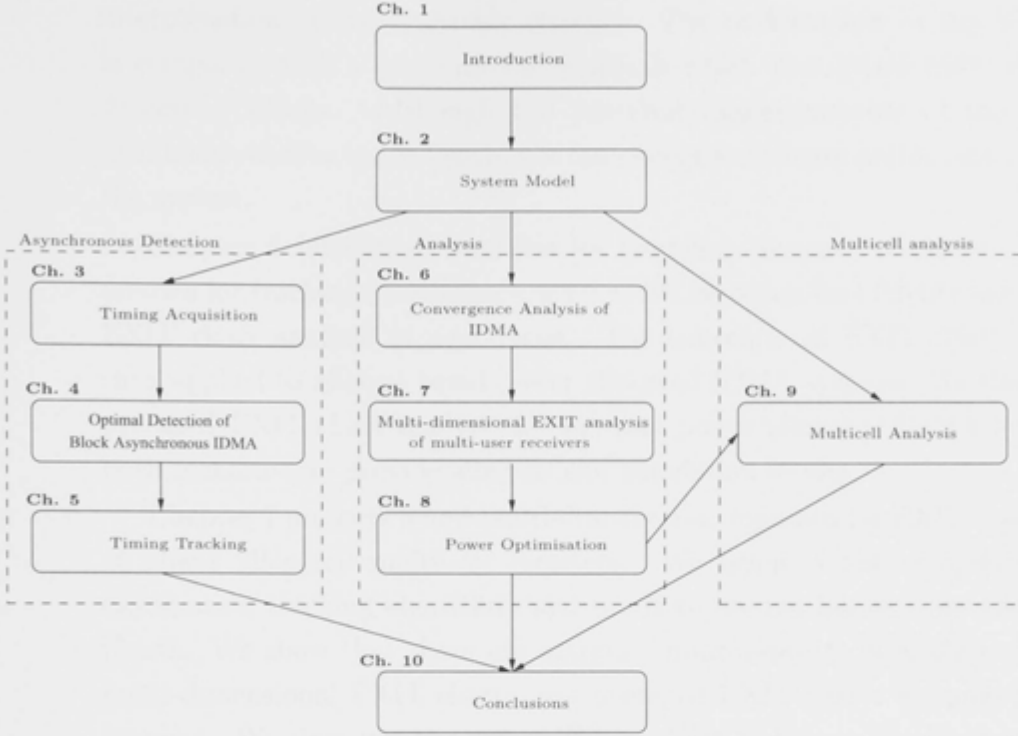 Ch. 1
Introduction
Ch. 2
System Model
Asynchronous Detection
Ch. 3
Timing Acquisition
Ch. 4
Optimal Detection of
Block Asynchronous IDMA
Ch. 5
Timing Tracking
Analysis
Ch. 6
Convergence Analysis of
IDMA
Ch. 7
Multi-dimensional EXIT analysis
of multi-user receivers
Ch. 8
Power Optimisation
Multicell analysis
Ch. 9
Multicell Analysis
Ch. 10
Conclusions